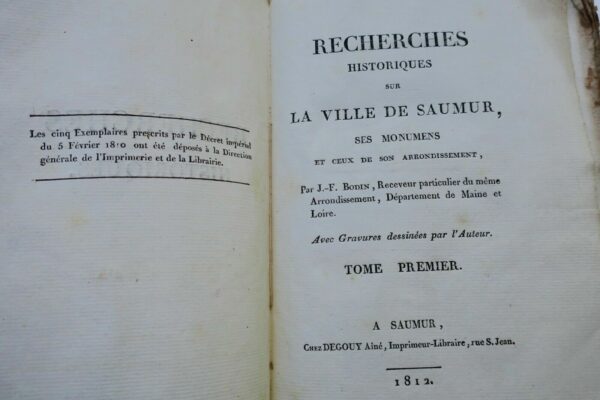 Les cinq Exemplaires prescrits par le Décret impérial
du 5 Février 1810 ont été déposés à la Direction
générale de l'Imprimerie et de la Librairie.
RECHERCHES
HISTORIQUES
SUR
LA VILLE DE SAUMUR,
SES MONUMENS
ET CEUX DE SON ARRONDISSEMENT,
Par J.-F. BODIN, Receveur particulier du même
Arrondissement, Département de Maine et
Loire.
Avec Gravures dessinées par l'Auteur.
TOME PREMIER.
A SAUMUR,
CHEZ DEGOUY Aîné, Imprimeur-Libraire, rue S. Jean.
1812.